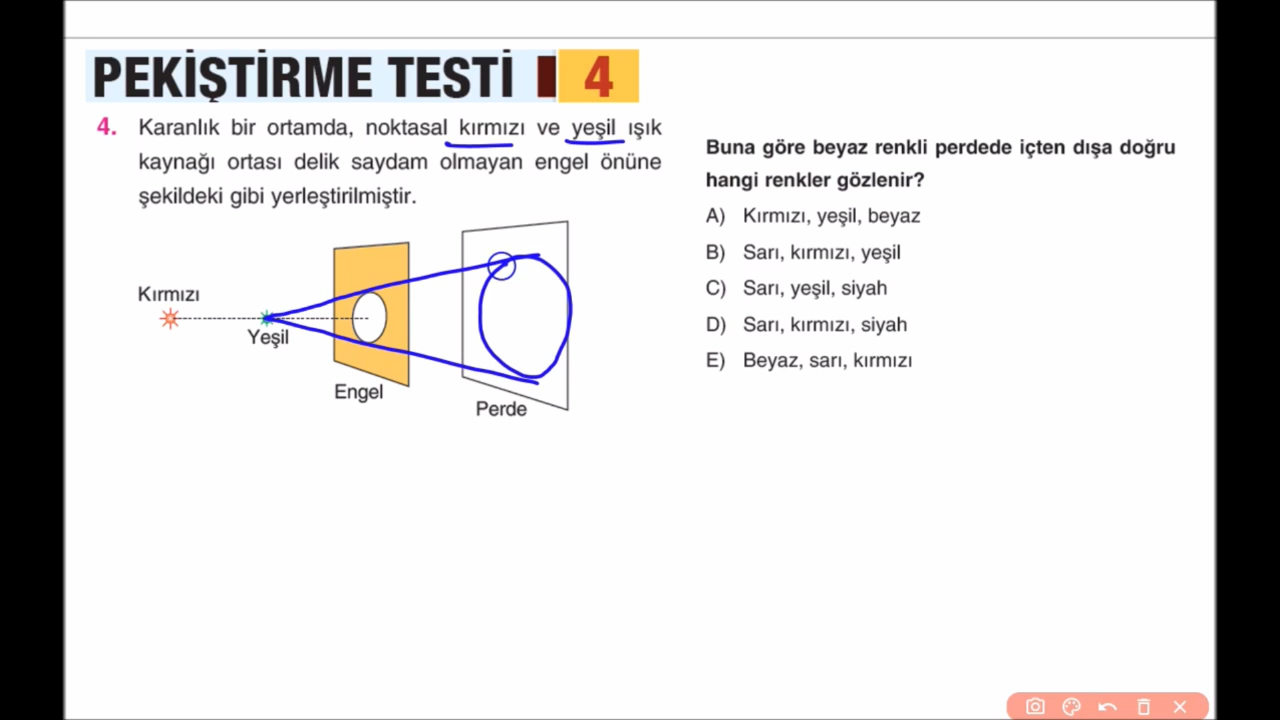 PEKİŞTİRME TESTİ 4
4. Karanlık bir ortamda, noktasal kırmızı ve yeşil ışık
kaynağı ortası delik saydam olmayan engel önüne
şekildeki gibi yerleştirilmiştir.
Kırmızı
Yeşil
Engel
Perde
Buna göre beyaz renkli perdede içten dışa doğru
hangi renkler gözlenir?
A) Kırmızı, yeşil, beyaz
B) Sarı, kırmızı, yeşil
C) Sarı, yeşil, siyah
D) Sarı, kırmızı, siyah
E) Beyaz, sarı, kırmızı